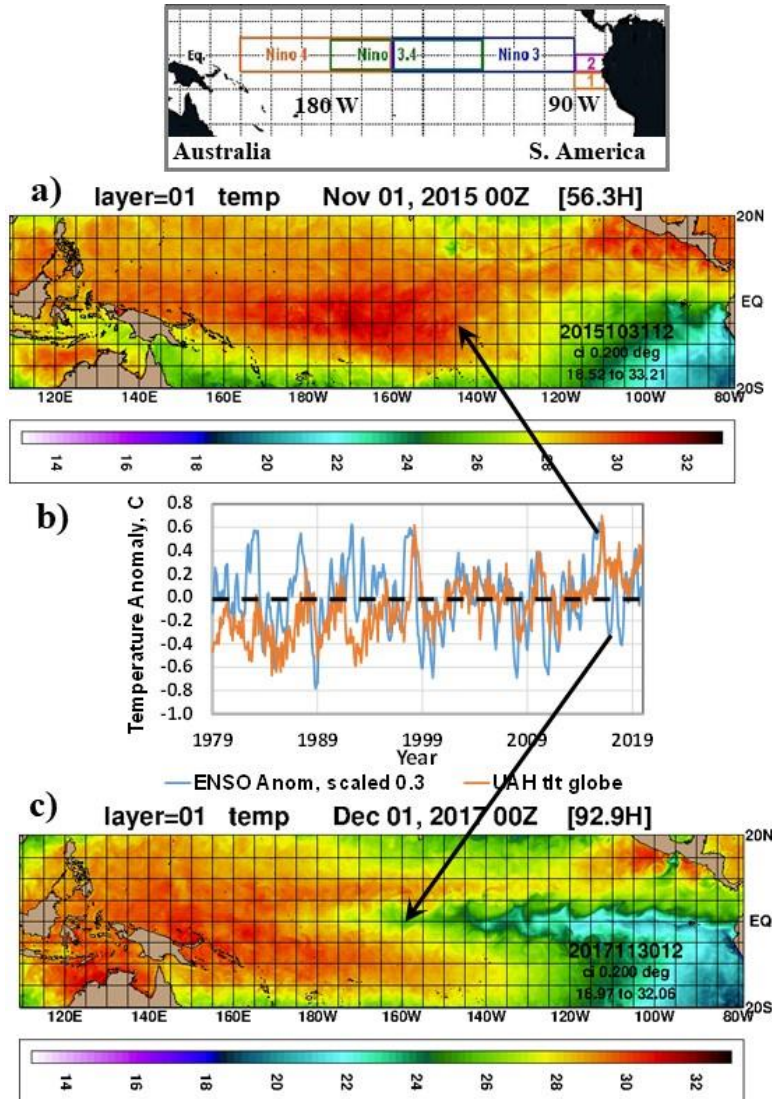 Eq. Nino 4 Nino 3.4 Nino 3 2
1
180 W 90 W
Australia S. America
a) layer=01 temp Nov 01, 2015 00Z [56.3H]
20N
EQ
2015103112
ci 0.200 deg
18.52 to 33.21
20S
120E 140E 160E 180W 160W 140W 120W 100W 80W
14 16 18 20 22 24 26 28 30 32
b)
Temperature Anomaly, C
0.8
0.6
0.4
0.2
0.0
-0.2
-0.4
-0.6
-0.8
-1.0
1979 1989 1999 2009 2019
Year
ENSO Anom, scaled 0.3 UAH tlt globe
c) layer=01 temp Dec 01, 2017 00Z [92.9H]
20N
EQ
2017113012
ci 0.200 deg
16.97 to 32.06
20S
120E 140E 160E 180W 160W 140W 120W 100W 80W
14 16 18 20 22 24 26 28 30 32